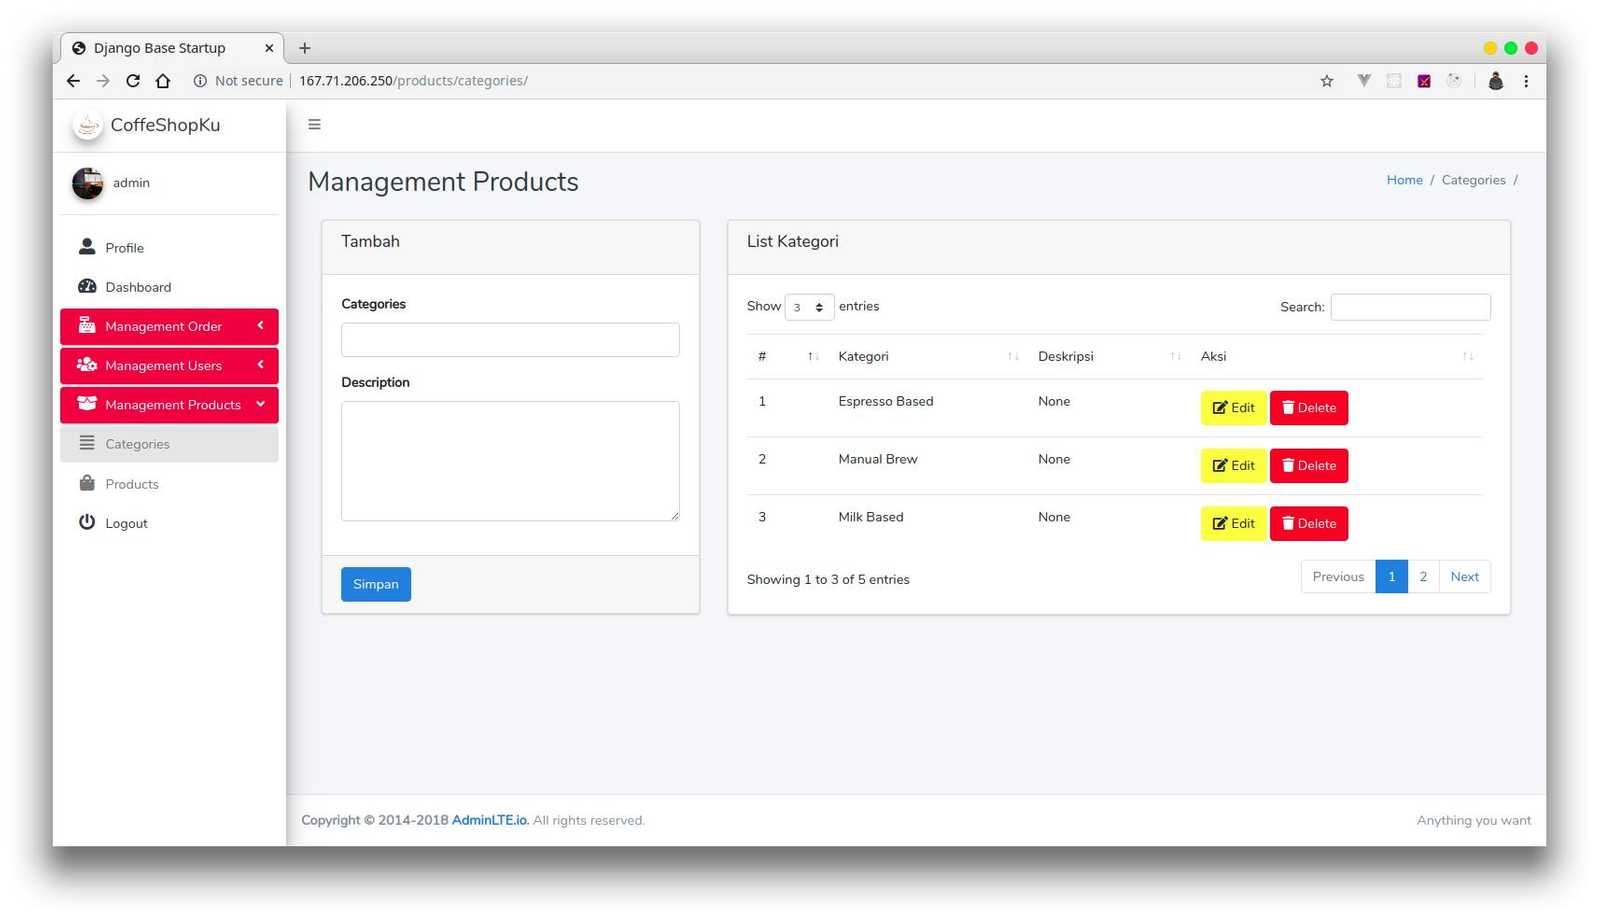 Django Base Startup
Not secure | 167.71.206.250/products/categories/
CoffeShopKu
admin
Profile
Dashboard
Management Order
Management Users
Management Products
Categories
Products
Logout
Management Products
Home / Categories /
Tambah
Categories
Description
Simpan
List Kategori
Show 3 entries
Search:
# Kategori Deskripsi Aksi
1 Espresso Based None Edit Delete
2 Manual Brew None Edit Delete
3 Milk Based None Edit Delete
Showing 1 to 3 of 5 entries
Previous 1 2 Next
Copyright © 2014-2018 AdminLTE.io. All rights reserved.
Anything you want